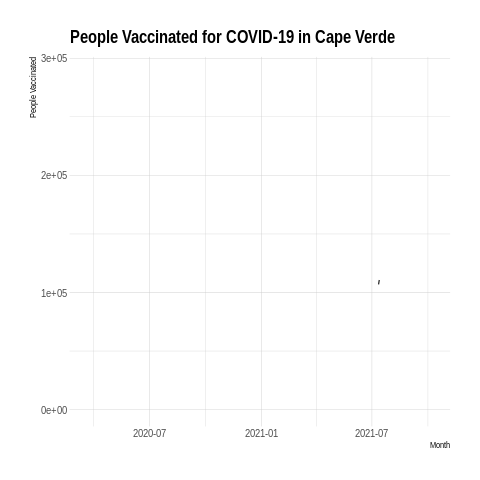 People Vaccinated for COVID-19 in Cape Verde
People Vaccinated
3e+05
2e+05
1e+05
0e+00
2020-07
2021-01
2021-07
Month